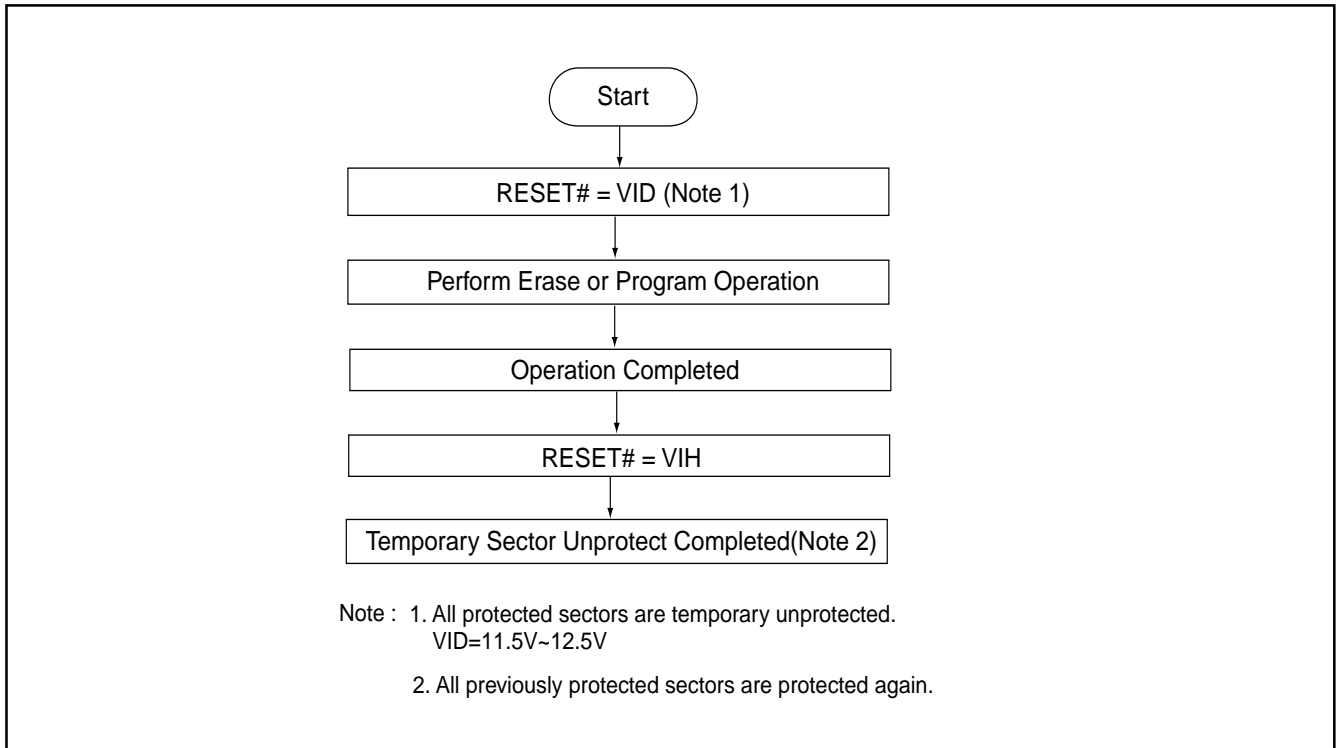 Start
RESET# = VID (Note 1)
Perform Erase or Program Operation
Operation Completed
RESET# = VIH
Temporary Sector Unprotect Completed(Note 2)
Note : 1. All protected sectors are temporary unprotected.
VID=11.5V~12.5V
2. All previously protected sectors are protected again.